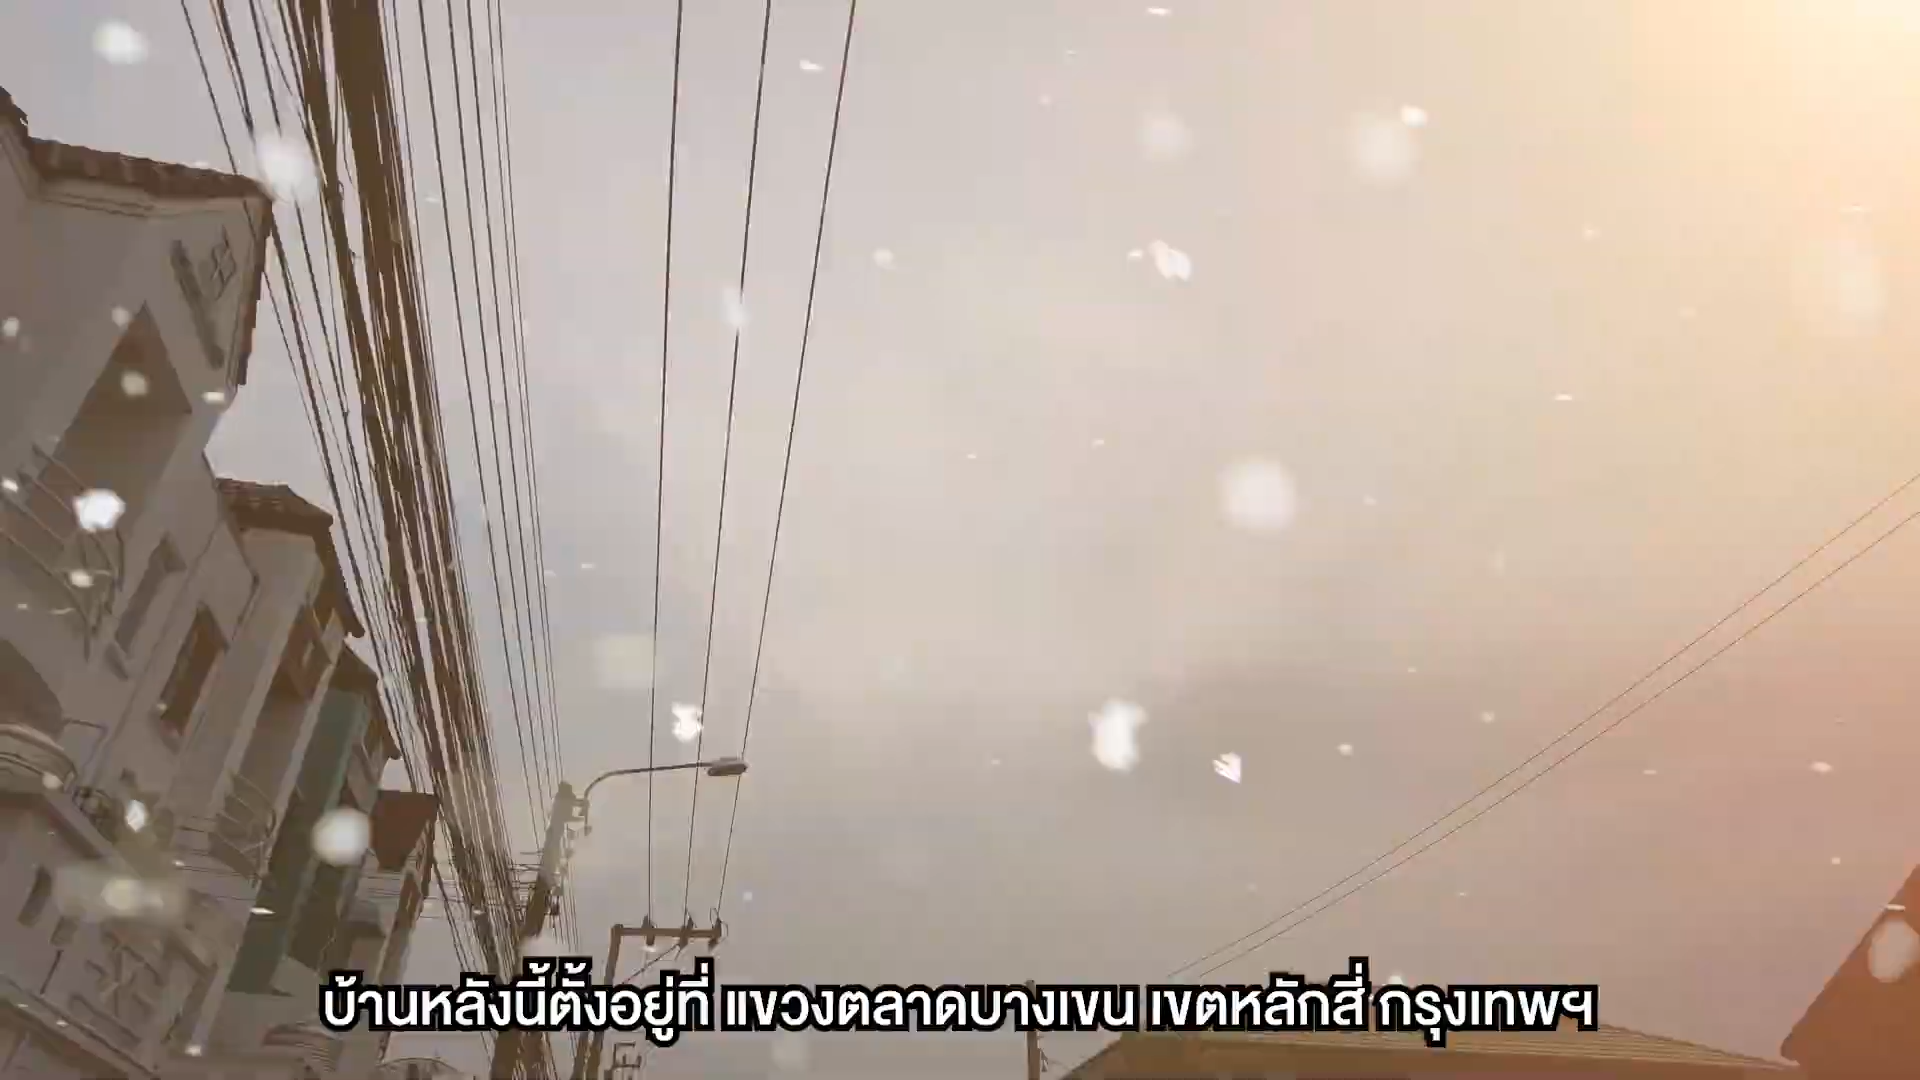 บ้านหลังนี้ตั้งอยู่ที่ แขวงตลาดบางเขน เขตหลักสี่ กรุงเทพฯ